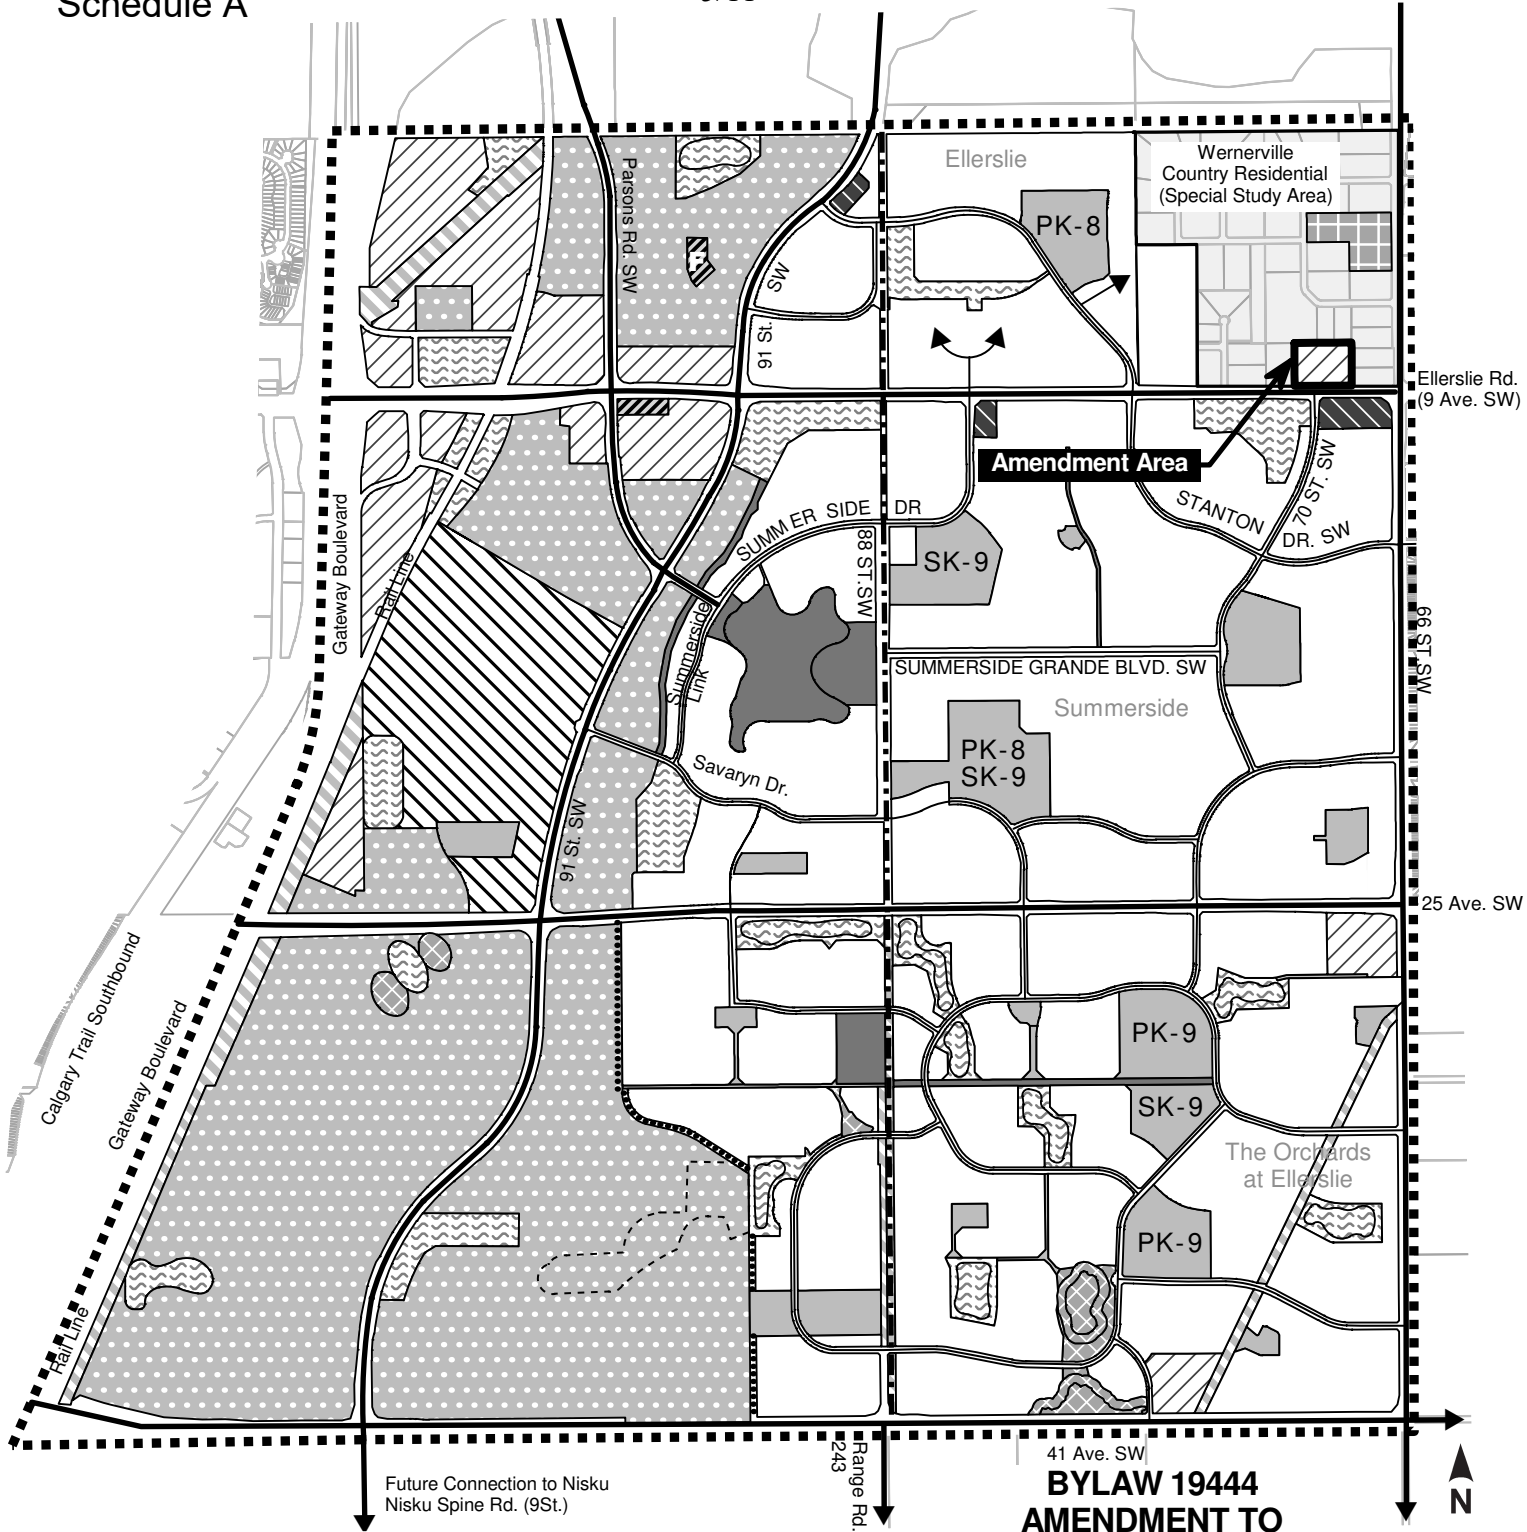 Schedule A
Ellerslie
Wernerville
Country Residential
(Special Study Area)
Parsons Rd. SW
PK-8
SW
91 St.
Ellerslie Rd.
(9 Ave. SW)
Amendment Area
STANTON
DR. SW
70 ST. SW
SUMMER SIDE DR
88 ST. SW
SK-9
Gateway Boulevard
Rail Line
Summerside
Link
66 ST. SW
SUMMERSIDE GRANDE BLVD. SW
Summerside
PK-8
SK-9
Savaryn Dr.
91 St. SW
25 Ave. SW
Calgary Trail Southbound
Gateway Boulevard
PK-9
SK-9
The Orchards
at Ellerslie
PK-9
Rail Line
Range Rd.
243
41 Ave. SW
Future Connection to Nisku
Nisku Spine Rd. (9St.)
BYLAW 19444
AMENDMENT TO
N